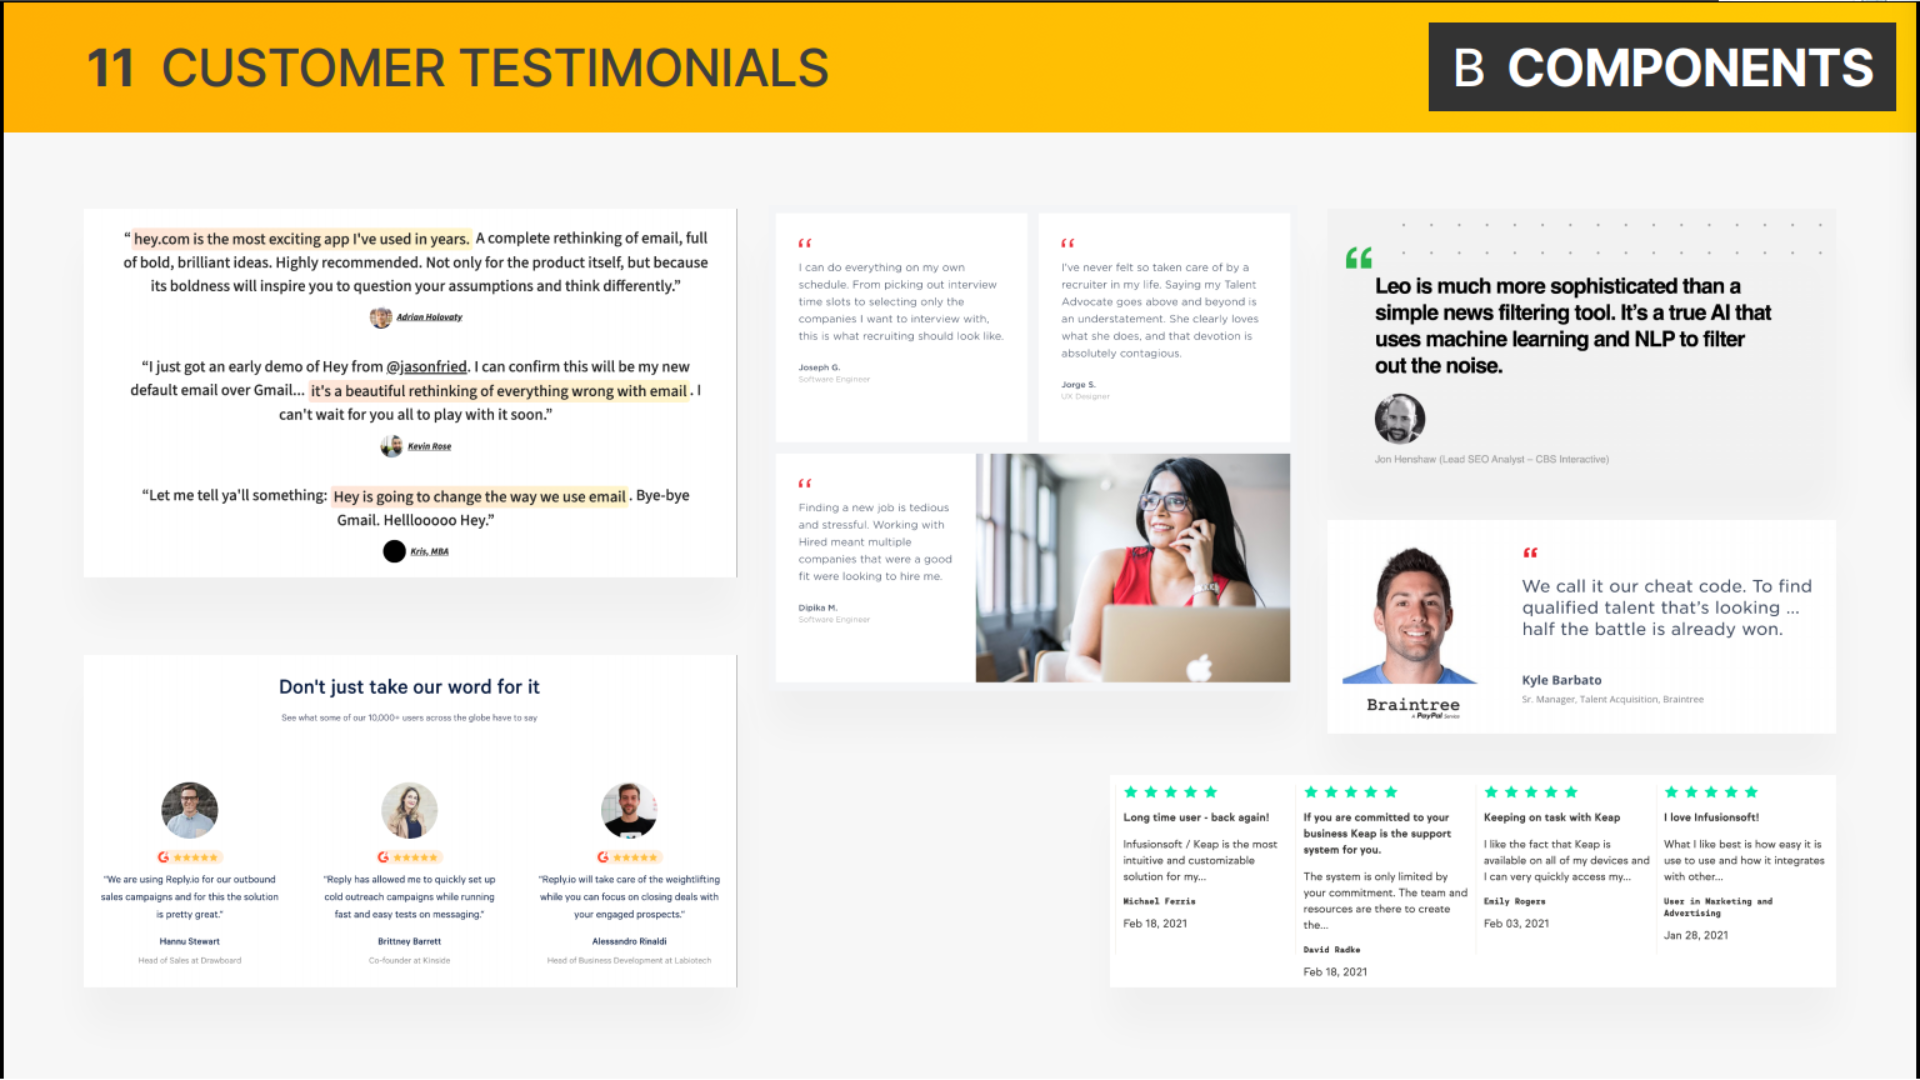 11 CUSTOMER TESTIMONIALS
B COMPONENTS
“hey.com is the most exciting app I've used in years. A complete rethinking of email, full
of bold, brilliant ideas. Highly recommended. Not only for the product itself, but because
its boldness will inspire you to question your assumptions and think differently.”
Adrian Holovaty
“I just got an early demo of Hey from @jasonfried. I can confirm this will be my new
default email over Gmail... it's a beautiful rethinking of everything wrong with email. I
can't wait for you all to play with it soon.”
Kevin Rose
“Let me tell ya'll something: Hey is going to change the way we use email. Bye-bye
Gmail. Helllooooo Hey.”
Kris, MBA
Don't just take our word for it
See what some of our 10,000+ users across the globe have to say
"We are using Reply.io for our outbound
sales campaigns and for this the solution
is pretty great."
Hannu Stewart
Head of Sales at Drawboard
"Reply has allowed me to quickly set up
cold outreach campaigns while running
fast and easy tests on messaging."
Brittney Barrett
Co-founder at Kinside
"Reply.io will take care of the weightlifting
while you can focus on closing deals with
your engaged prospects."
Alessandro Rinaldi
Head of Business Development at Labiotech
“
I can do everything on my own
schedule. From picking out interview
time slots to selecting only the
companies I want to interview with,
this is what recruiting should look like.
Joseph G.
Software Engineer
“
I've never felt so taken care of by a
recruiter in my life. Saying my Talent
Advocate goes above and beyond is
an understatement. She clearly loves
what she does, and that devotion is
absolutely contagious.
Jorge S.
UX Designer
“
Finding a new job is tedious
and stressful. Working with
Hired meant multiple
companies that were a good
fit were looking to hire me.
Dipika M.
Software Engineer
“
Leo is much more sophisticated than a
simple news filtering tool. It’s a true AI that
uses machine learning and NLP to filter
out the noise.
Jon Henshaw (Lead SEO Analyst – CBS Interactive)
“
We call it our cheat code. To find
qualified talent that’s looking ...
half the battle is already won.
Kyle Barbato
Sr. Manager, Talent Acquisition, Braintree
Braintree
A PayPal Service
Long time user - back again!
Infusionsoft / Keap is the most
intuitive and customizable
solution for my...
Michael Ferris
Feb 18, 2021
If you are committed to your
business Keap is the support
system for you.
The system is only limited by
your commitment. The team and
resources are there to create
the...
David Radke
Feb 18, 2021
Keeping on task with Keap
I like the fact that Keap is
available on all of my devices and
I can very quickly access my...
Emily Rogers
Feb 03, 2021
I love Infusionsoft!
What I like best is how easy it is
use to use and how it integrates
with other...
User in Marketing and
Advertising
Jan 28, 2021